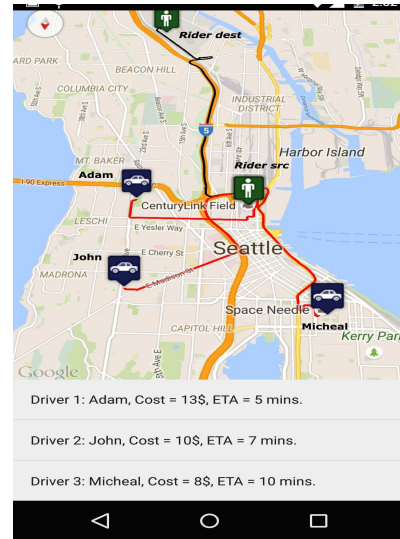 Rider dest
ARD PARK
BEACON HILL
COLUMBIA CITY
INDUSTRIAL
DISTRICT
5
Harbor Island
MT. BAKER
Rider src
Adam
I-90 Express
CenturyLink Field
LESCHI
E Yesler Way
Seattle
John
E Cherry St
MADRONA
E Madison St
Space Needle
Micheal
CAPITOL HILL
Kerry Par
Google
Driver 1: Adam, Cost = 13$, ETA = 5 mins.
Driver 2: John, Cost = 10$, ETA = 7 mins.
Driver 3: Micheal, Cost = 8$, ETA = 10 mins.